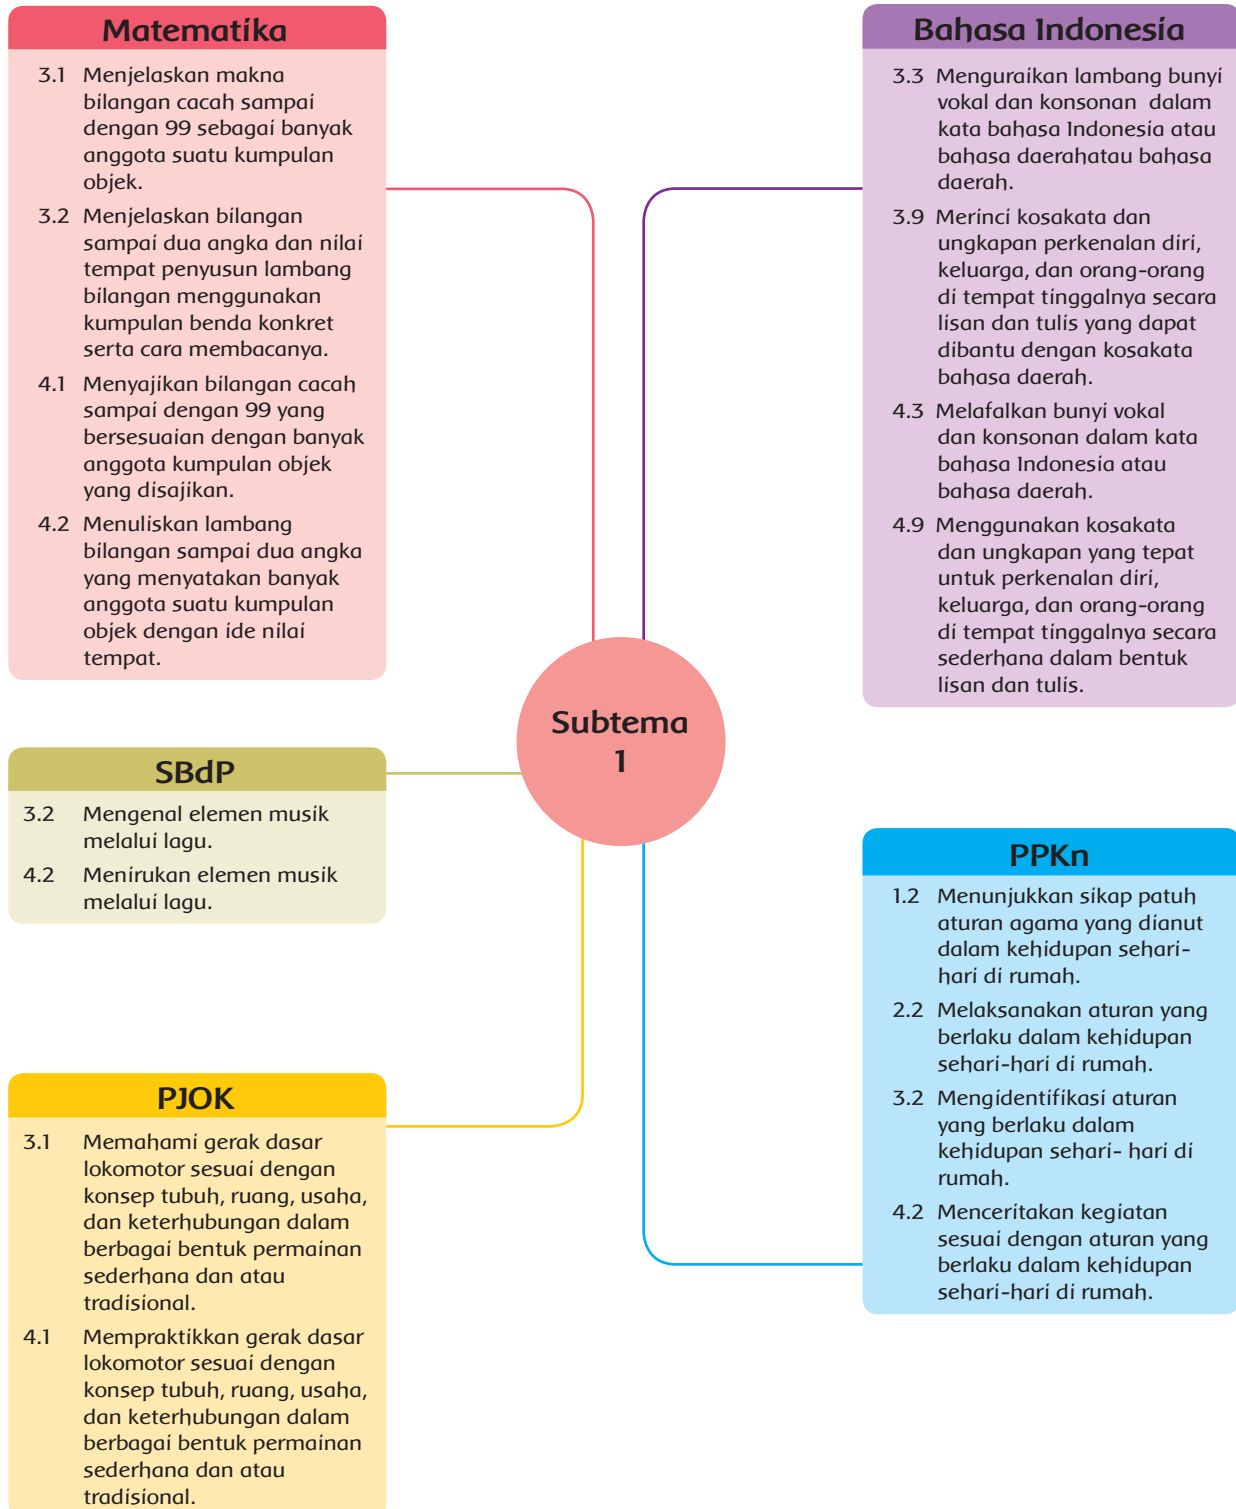 Matematika
3.1 Menjelaskan makna
bilangan cacah sampai
dengan 99 sebagai banyak
anggota suatu kumpulan
objek.
3.2 Menjelaskan bilangan
sampai dua angka dan nilai
tempat penyusun lambang
bilangan menggunakan
kumpulan benda konkret
serta cara membacanya.
4.1 Menyajikan bilangan cacah
sampai dengan 99 yang
bersesuaian dengan banyak
anggota kumpulan objek
yang disajikan.
4.2 Menuliskan lambang
bilangan sampai dua angka
yang menyatakan banyak
anggota suatu kumpulan
objek dengan ide nilai
tempat.
Bahasa Indonesia
3.3 Menguraikan lambang bunyi
vokal dan konsonan dalam
kata bahasa Indonesia atau
bahasa daerahatau bahasa
daerah.
3.9 Merinci kosakata dan
ungkapan perkenalan diri,
keluarga, dan orang-orang
di tempat tinggalnya secara
lisan dan tulis yang dapat
dibantu dengan kosakata
bahasa daerah.
4.3 Melafalkan bunyi vokal
dan konsonan dalam kata
bahasa Indonesia atau
bahasa daerah.
4.9 Menggunakan kosakata
dan ungkapan yang tepat
untuk perkenalan diri,
keluarga, dan orang-orang
di tempat tinggalnya secara
sederhana dalam bentuk
lisan dan tulis.
Subtema
1
SBdP
3.2 Mengenal elemen musik
melalui lagu.
4.2 Menirukan elemen musik
melalui lagu.
PPKn
1.2 Menunjukkan sikap patuh
aturan agama yang dianut
dalam kehidupan sehari-
hari di rumah.
2.2 Melaksanakan aturan yang
berlaku dalam kehidupan
sehari-hari di rumah.
3.2 Mengidentifikasi aturan
yang berlaku dalam
kehidupan sehari- hari di
rumah.
4.2 Menceritakan kegiatan
sesuai dengan aturan yang
berlaku dalam kehidupan
sehari-hari di rumah.
PJOK
3.1 Memahami gerak dasar
lokomotor sesuai dengan
konsep tubuh, ruang, usaha,
dan keterhubungan dalam
berbagai bentuk permainan
sederhana dan atau
tradisional.
4.1 Mempraktikkan gerak dasar
lokomotor sesuai dengan
konsep tubuh, ruang, usaha,
dan keterhubungan dalam
berbagai bentuk permainan
sederhana dan atau
tradisional.